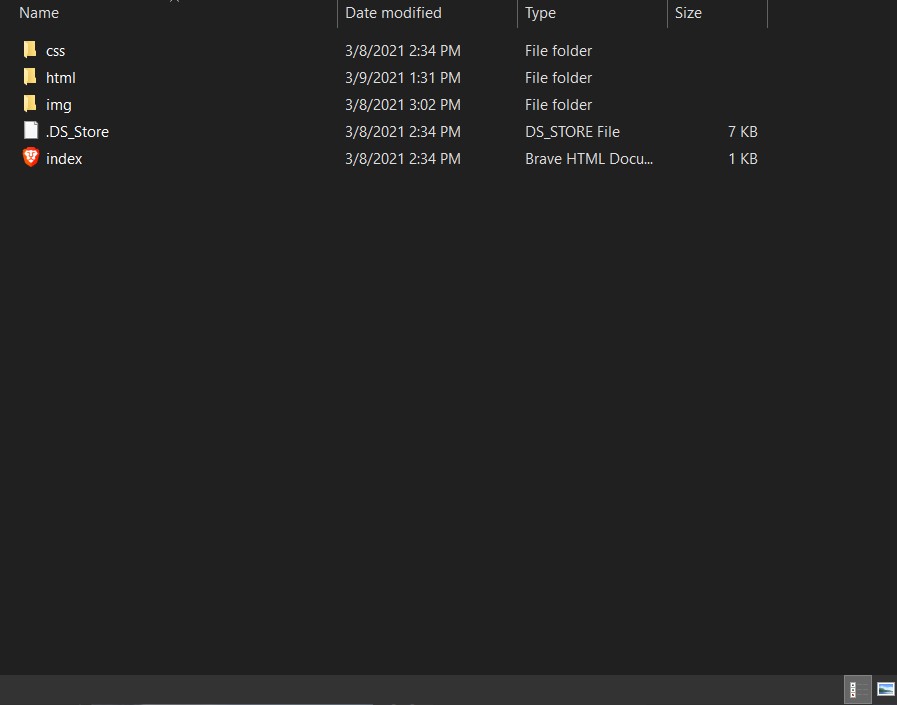 Name Date modified Type Size
css 3/8/2021 2:34 PM File folder
html 3/9/2021 1:31 PM File folder
img 3/8/2021 3:02 PM File folder
.DS_Store 3/8/2021 2:34 PM DS_STORE File 7 KB
index 3/8/2021 2:34 PM Brave HTML Docu... 1 KB